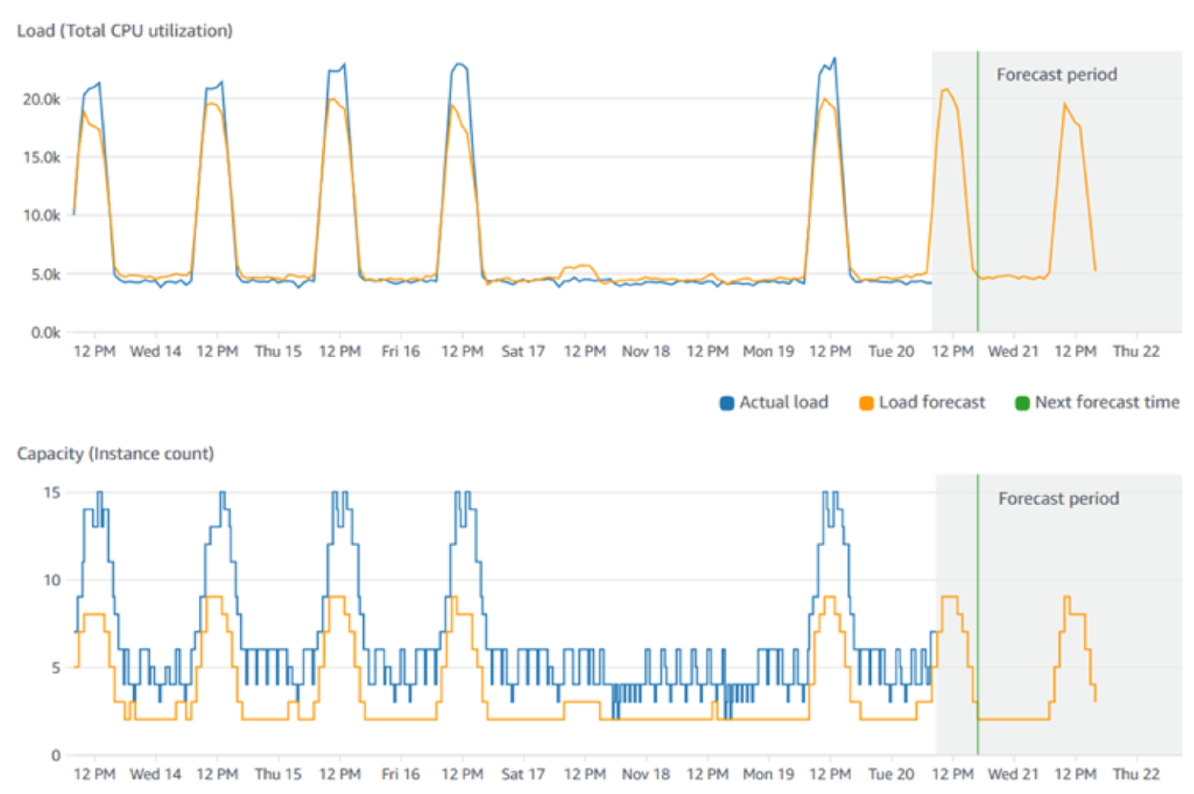 Load (Total CPU utilization)
Forecast period
20.0k
15.0k
10.0k
5.0k
0.0k
12 PM Wed 14 12 PM Thu 15 12 PM Fri 16 12 PM Sat 17 12 PM Nov 18 12 PM Mon 19 12 PM Tue 20 12 PM Wed 21 12 PM Thu 22
Actual load Load forecast Next forecast time
Capacity (Instance count)
15
Forecast period
10
5
0
12 PM Wed 14 12 PM Thu 15 12 PM Fri 16 12 PM Sat 17 12 PM Nov 18 12 PM Mon 19 12 PM Tue 20 12 PM Wed 21 12 PM Thu 22